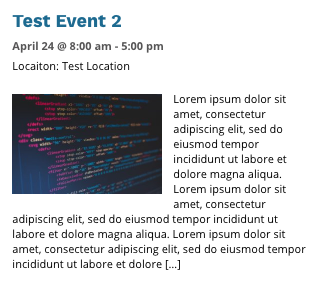 Test Event 2
April 24 @ 8:00 am - 5:00 pm
Locaiton: Test Location
Lorem ipsum dolor sit
amet, consectetur
adipiscing elit, sed do
eiusmod tempor
incididunt ut labore et
dolore magna aliqua.
Lorem ipsum dolor sit
amet, consectetur
adipiscing elit, sed do eiusmod tempor incididunt ut
labore et dolore magna aliqua. Lorem ipsum dolor sit
amet, consectetur adipiscing elit, sed do eiusmod tempor
incididunt ut labore et dolore [...]